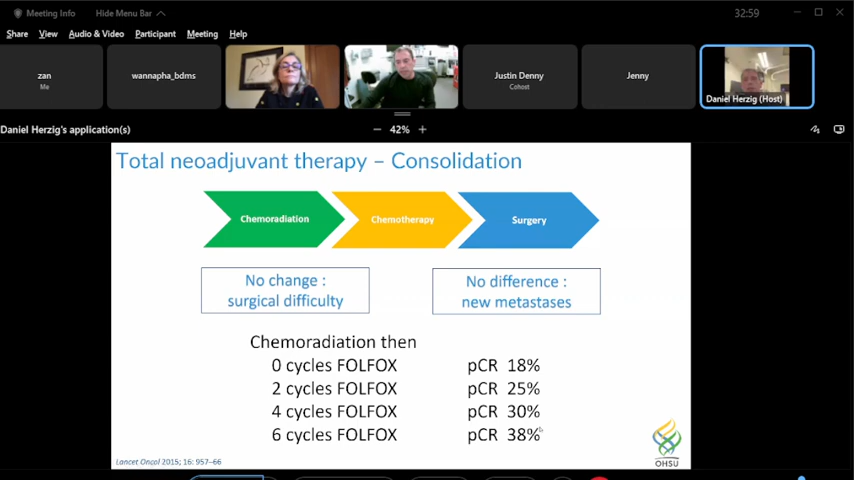 Meeting Info
Hide Menu Bar
32:59
Share View Audio & Video Participant Meeting Help
zan
Me
wannapha_bdms
Justin Denny
Cohost
Jenny
Daniel Herzig (Host)
Daniel Herzig's application(s)
42%
Total neoadjuvant therapy – Consolidation
Chemoradiation
Chemotherapy
Surgery
No change :
surgical difficulty
No difference :
new metastases
Chemoradiation then
0 cycles FOLFOX pCR 18%
2 cycles FOLFOX pCR 25%
4 cycles FOLFOX pCR 30%
6 cycles FOLFOX pCR 38%
Lancet Oncol 2015; 16: 957–66
OHSU